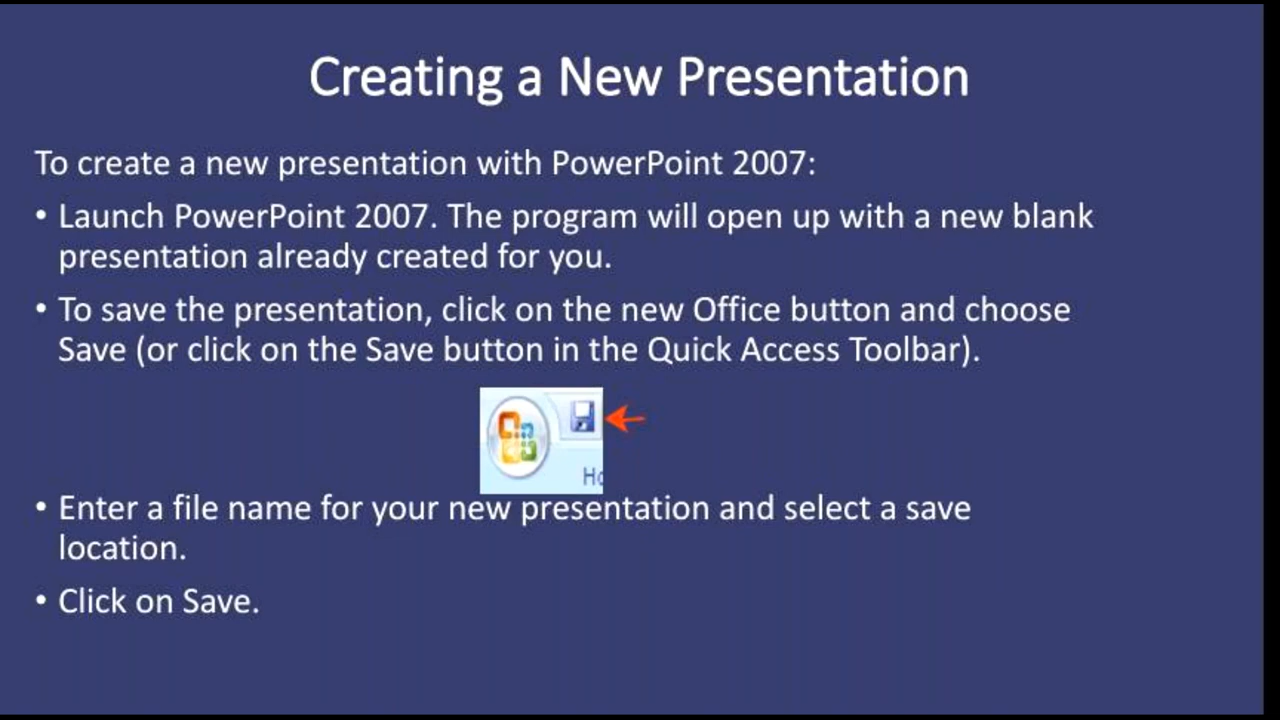 Creating a New Presentation
To create a new presentation with PowerPoint 2007:
• Launch PowerPoint 2007. The program will open up with a new blank
presentation already created for you.
• To save the presentation, click on the new Office button and choose
Save (or click on the Save button in the Quick Access Toolbar).
Ho
• Enter a file name for your new presentation and select a save
location.
• Click on Save.